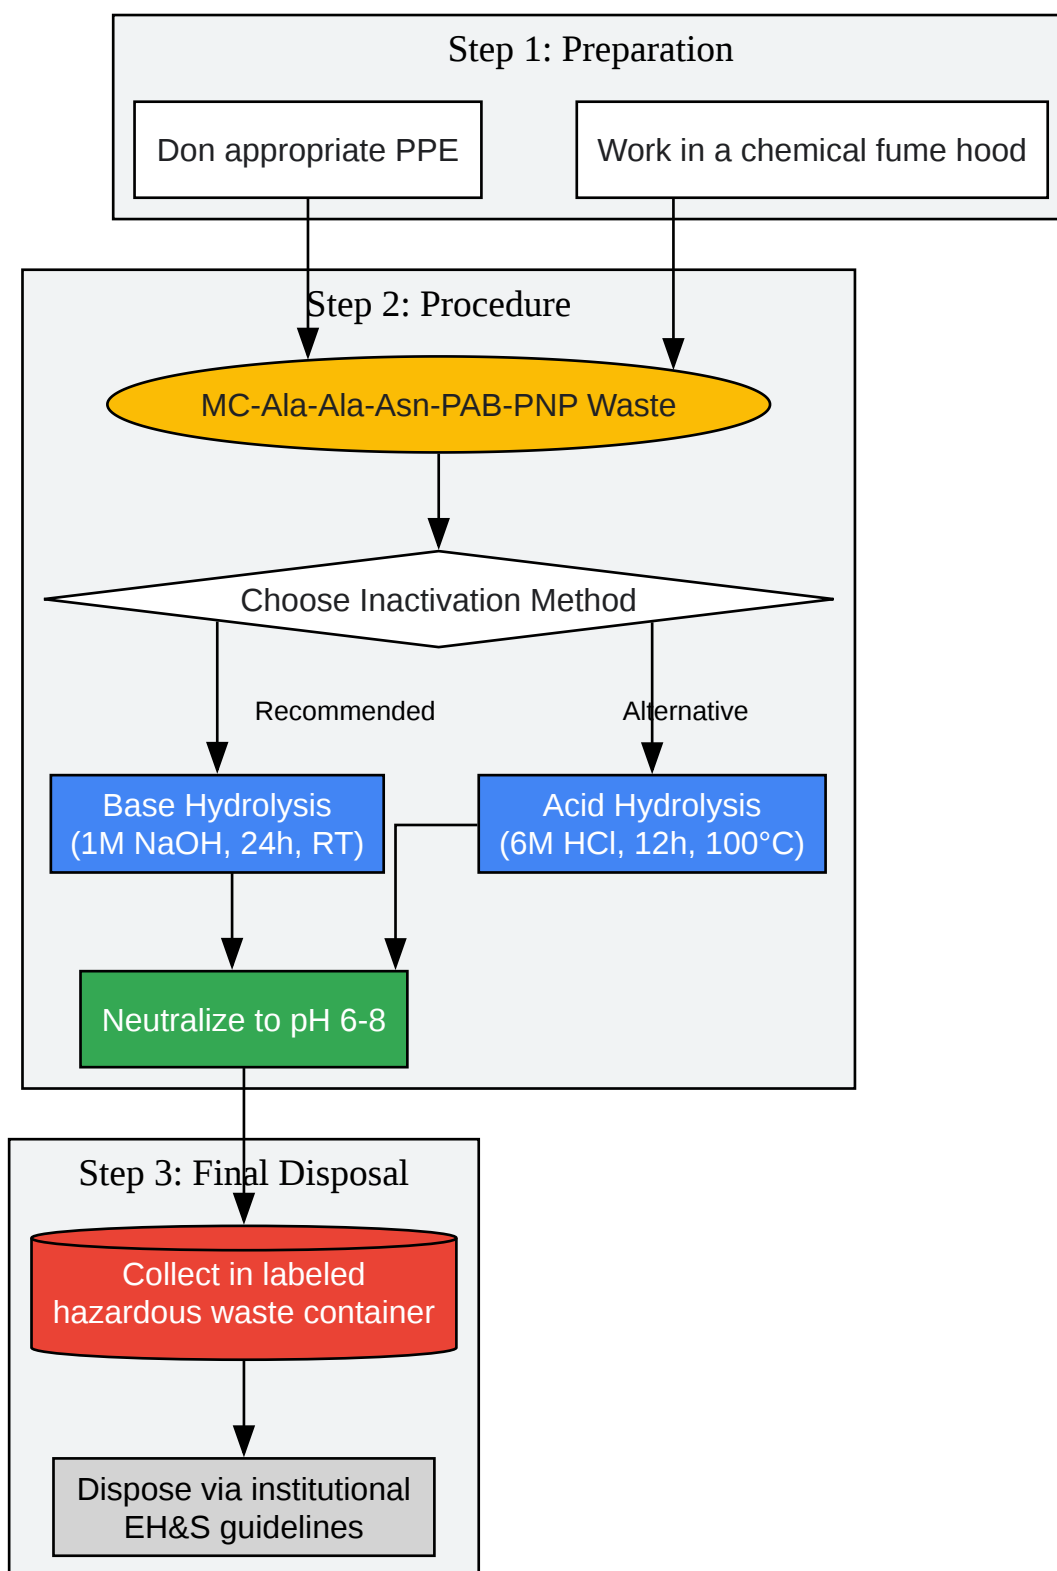 Step 1: Preparation
Don appropriate PPE
Work in a chemical fume hood
Step 2: Procedure
MC-Ala-Ala-Asn-PAB-PNP Waste
Choose Inactivation Method
Recommended
Alternative
Base Hydrolysis
(1M NaOH, 24h, RT)
Acid Hydrolysis
(6M HCl, 12h, 100°C)
Neutralize to pH 6-8
Step 3: Final Disposal
Collect in labeled
hazardous waste container
Dispose via institutional
EH&S guidelines